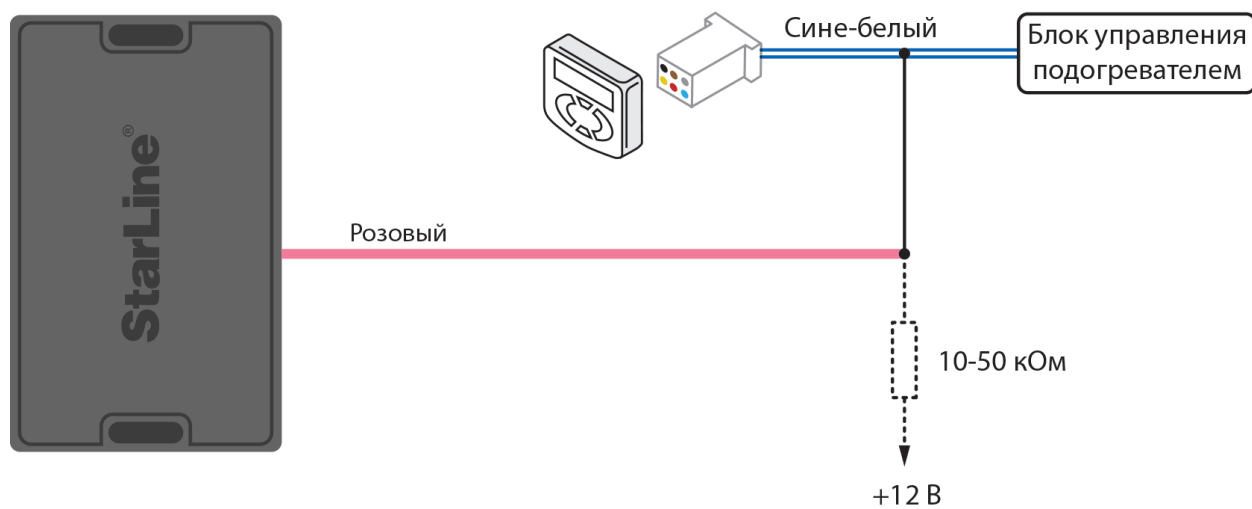 StarLine®
Розовый
Сине-белый
Блок управления
подогревателем
10-50 кОм
+12 В